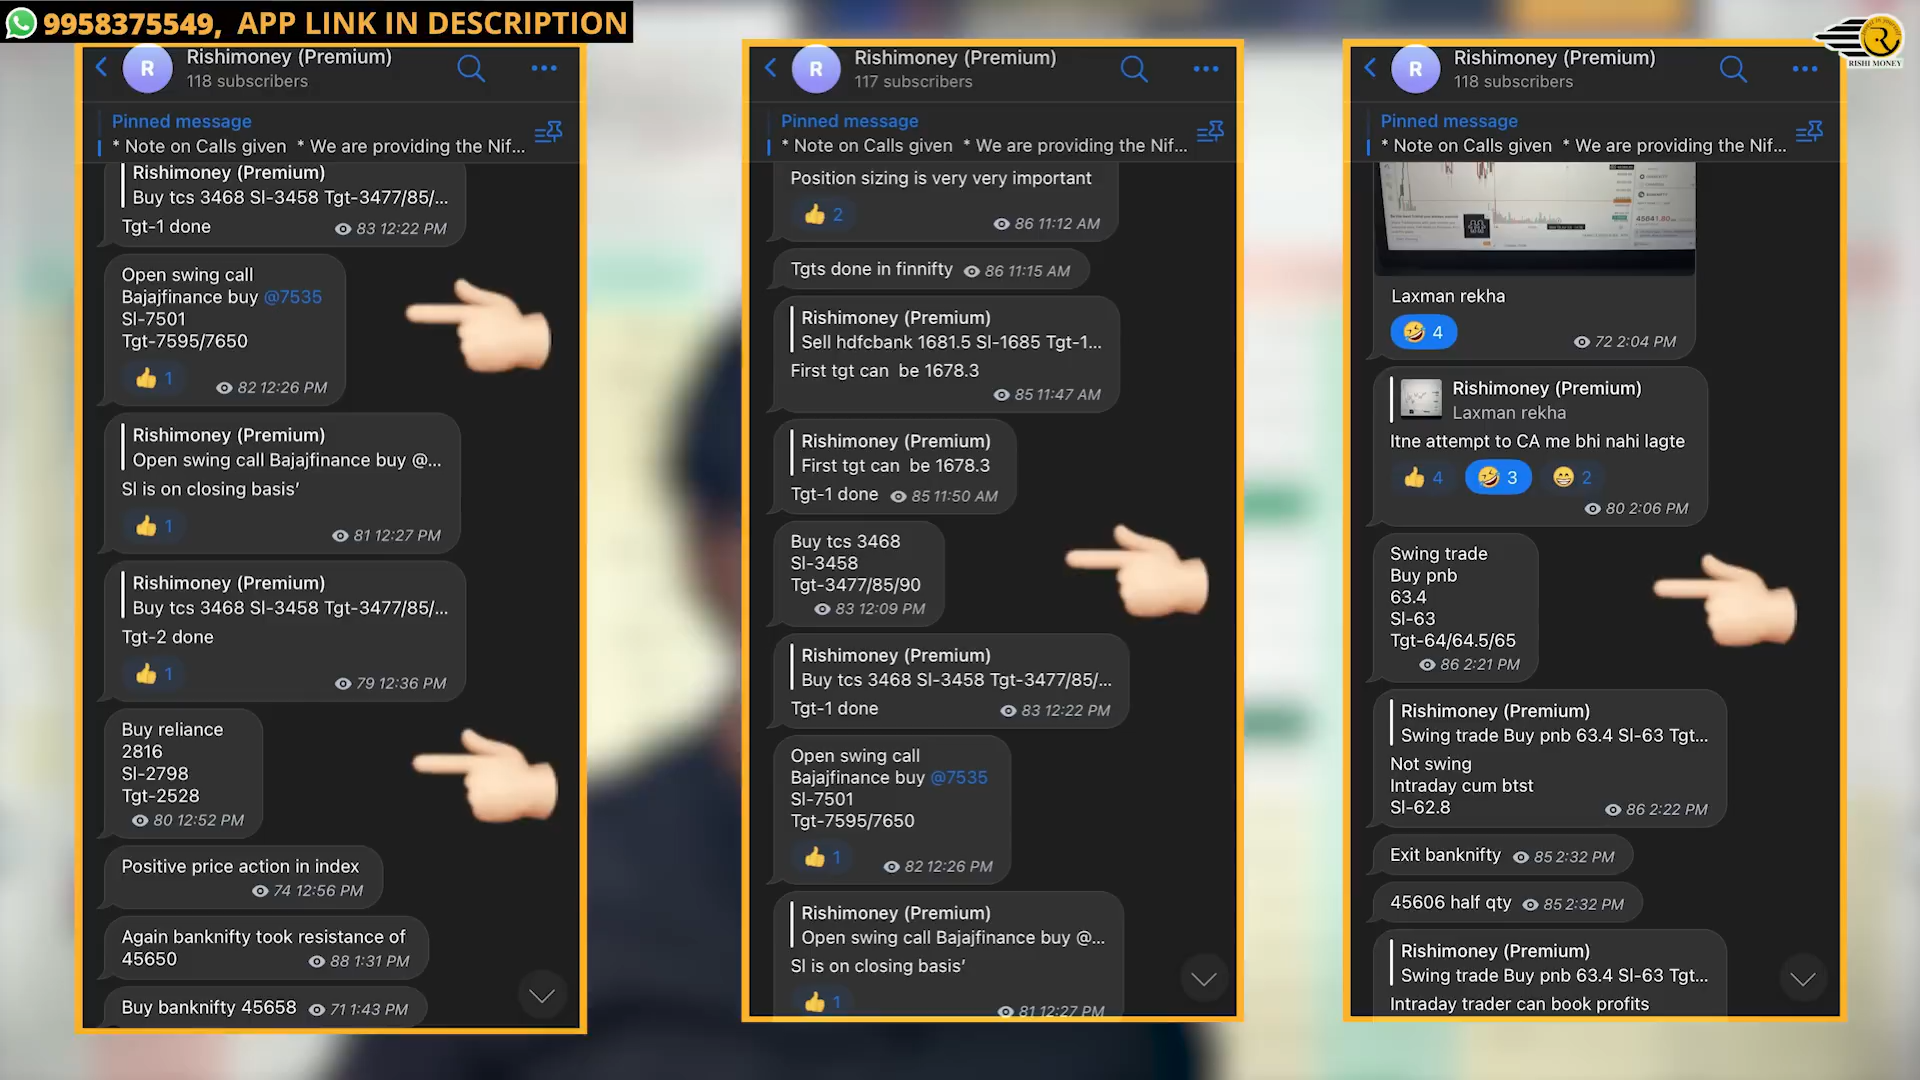 9958375549, APP LINK IN DESCRIPTION
R
RISHI MONEY
R
Rishimoney (Premium)
118 subscribers
Pinned message
* Note on Calls given * We are providing the Nif...
Rishimoney (Premium)
Buy tcs 3468 Sl-3458 Tgt-3477/85/...
Tgt-1 done
83 12:22 PM
Open swing call
Bajajfinance buy @7535
Sl-7501
Tgt-7595/7650
1
82 12:26 PM
Rishimoney (Premium)
Open swing call Bajajfinance buy @...
Sl is on closing basis’
1
81 12:27 PM
Rishimoney (Premium)
Buy tcs 3468 Sl-3458 Tgt-3477/85/...
Tgt-2 done
1
79 12:36 PM
Buy reliance
2816
Sl-2798
Tgt-2528
80 12:52 PM
Positive price action in index
74 12:56 PM
Again banknifty took resistance of
45650
88 1:31 PM
Buy banknifty 45658
71 1:43 PM
R
Rishimoney (Premium)
117 subscribers
Pinned message
* Note on Calls given * We are providing the Nif...
Position sizing is very very important
2
86 11:12 AM
Tgts done in finnifty
86 11:15 AM
Rishimoney (Premium)
Sell hdfcbank 1681.5 Sl-1685 Tgt-1...
First tgt can be 1678.3
85 11:47 AM
Rishimoney (Premium)
First tgt can be 1678.3
Tgt-1 done
85 11:50 AM
Buy tcs 3468
Sl-3458
Tgt-3477/85/90
83 12:09 PM
Rishimoney (Premium)
Buy tcs 3468 Sl-3458 Tgt-3477/85/...
Tgt-1 done
83 12:22 PM
Open swing call
Bajajfinance buy @7535
Sl-7501
Tgt-7595/7650
1
82 12:26 PM
Rishimoney (Premium)
Open swing call Bajajfinance buy @...
Sl is on closing basis’
1
81 12:27 PM
R
Rishimoney (Premium)
118 subscribers
Pinned message
* Note on Calls given * We are providing the Nif...
Laxman rekha
4
72 2:04 PM
Rishimoney (Premium)
Laxman rekha
Itne attempt to CA me bhi nahi lagte
4
3
2
80 2:06 PM
Swing trade
Buy pnb
63.4
Sl-63
Tgt-64/64.5/65
86 2:21 PM
Rishimoney (Premium)
Swing trade Buy pnb 63.4 Sl-63 Tgt...
Not swing
Intraday cum btst
Sl-62.8
86 2:22 PM
Exit banknifty
85 2:32 PM
45606 half qty
85 2:32 PM
Rishimoney (Premium)
Swing trade Buy pnb 63.4 Sl-63 Tgt...
Intraday trader can book profits